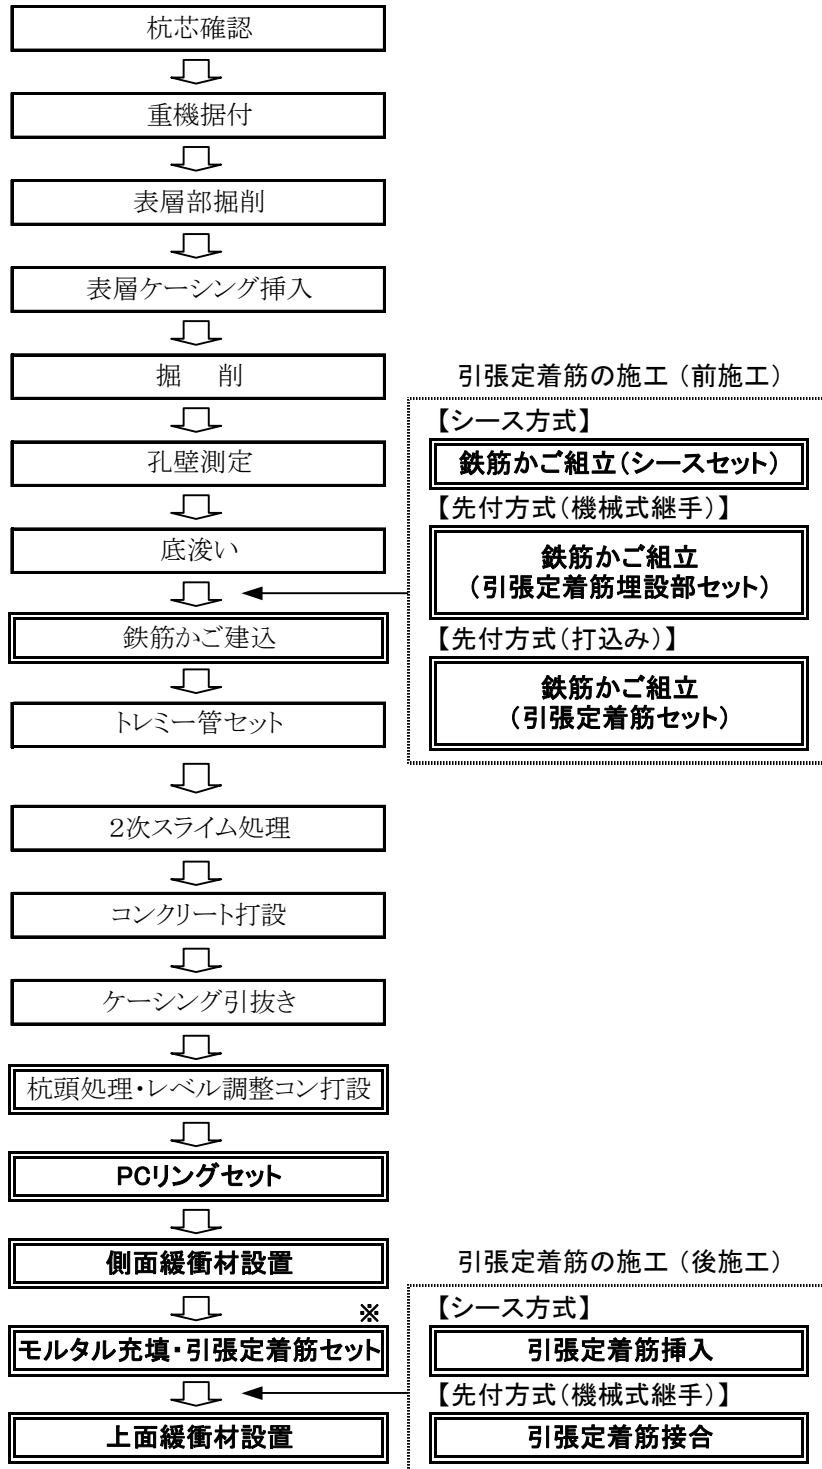 杭芯確認
重機据付
表層部掘削
表層ケーシング挿入
掘　削
孔壁測定
底浚い
鉄筋かご建込
トレミー管セット
2次スライム処理
コンクリート打設
ケーシング引抜き
杭頭処理・レベル調整コン打設
PCリングセット
側面緩衝材設置
※
モルタル充填・引張定着筋セット
上面緩衝材設置
引張定着筋の施工（前施工）
【シース方式】
鉄筋かご組立（シースセット）
【先付方式（機械式継手）】
鉄筋かご組立
（引張定着筋埋設部セット）
【先付方式（打込み）】
鉄筋かご組立
（引張定着筋セット）
引張定着筋の施工（後施工）
【シース方式】
引張定着筋挿入
【先付方式（機械式継手）】
引張定着筋接合